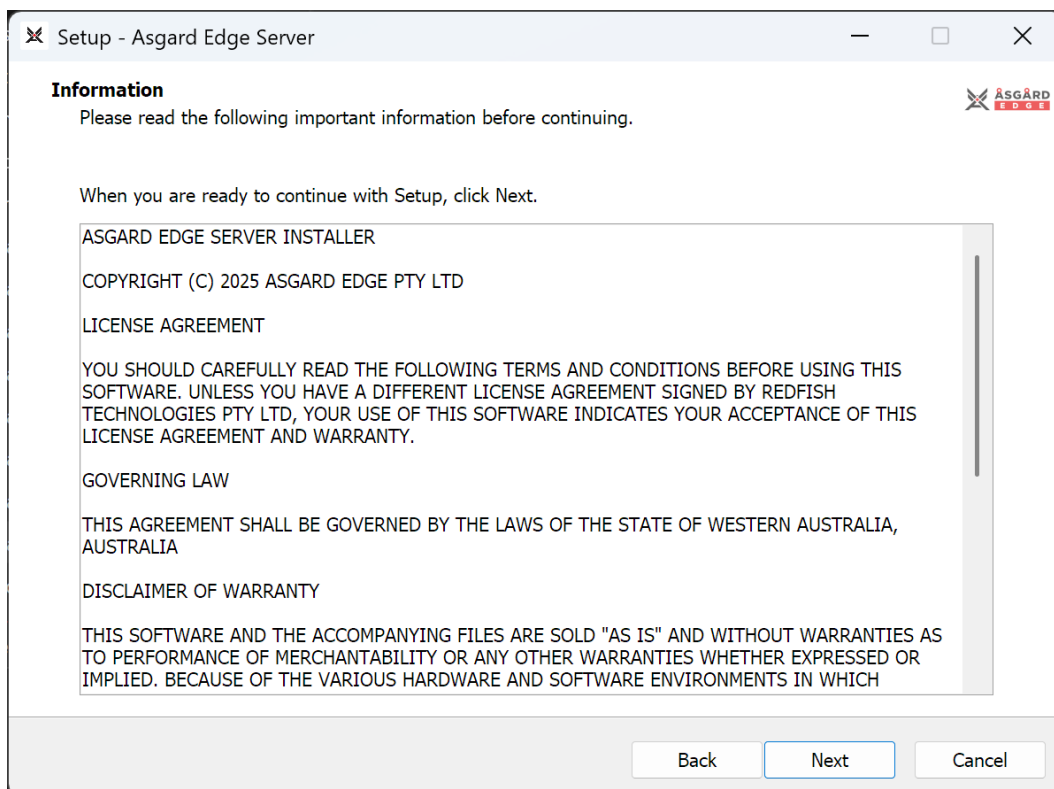 Setup - Asgard Edge Server
Information
Please read the following important information before continuing.
ÅSGÅRD
EDGE
When you are ready to continue with Setup, click Next.
ASGARD EDGE SERVER INSTALLER
COPYRIGHT (C) 2025 ASGARD EDGE PTY LTD
LICENSE AGREEMENT
YOU SHOULD CAREFULLY READ THE FOLLOWING TERMS AND CONDITIONS BEFORE USING THIS
SOFTWARE. UNLESS YOU HAVE A DIFFERENT LICENSE AGREEMENT SIGNED BY REDFISH
TECHNOLOGIES PTY LTD, YOUR USE OF THIS SOFTWARE INDICATES YOUR ACCEPTANCE OF THIS
LICENSE AGREEMENT AND WARRANTY.
GOVERNING LAW
THIS AGREEMENT SHALL BE GOVERNED BY THE LAWS OF THE STATE OF WESTERN AUSTRALIA,
AUSTRALIA
DISCLAIMER OF WARRANTY
THIS SOFTWARE AND THE ACCOMPANYING FILES ARE SOLD "AS IS" AND WITHOUT WARRANTIES AS
TO PERFORMANCE OF MERCHANTABILITY OR ANY OTHER WARRANTIES WHETHER EXPRESSED OR
IMPLIED. BECAUSE OF THE VARIOUS HARDWARE AND SOFTWARE ENVIRONMENTS IN WHICH
Back
Next
Cancel